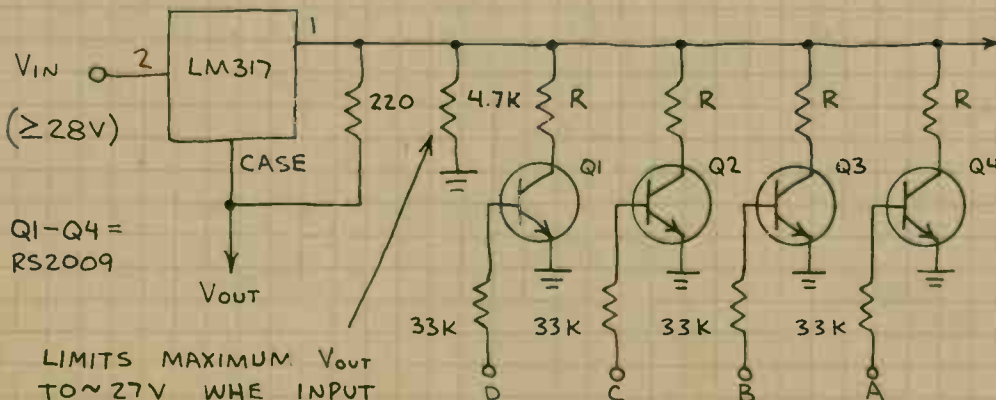 1
VIN
2
LM317
(≥28V)
220
4.7K
R
R
R
R
CASE
Q1
Q2
Q3
Q4
Q1-Q4 =
RS2009
VOUT
33K
33K
33K
33K
LIMITS MAXIMUM VOUT
TO ~ 27V WHE INPUT
D
C
B
A